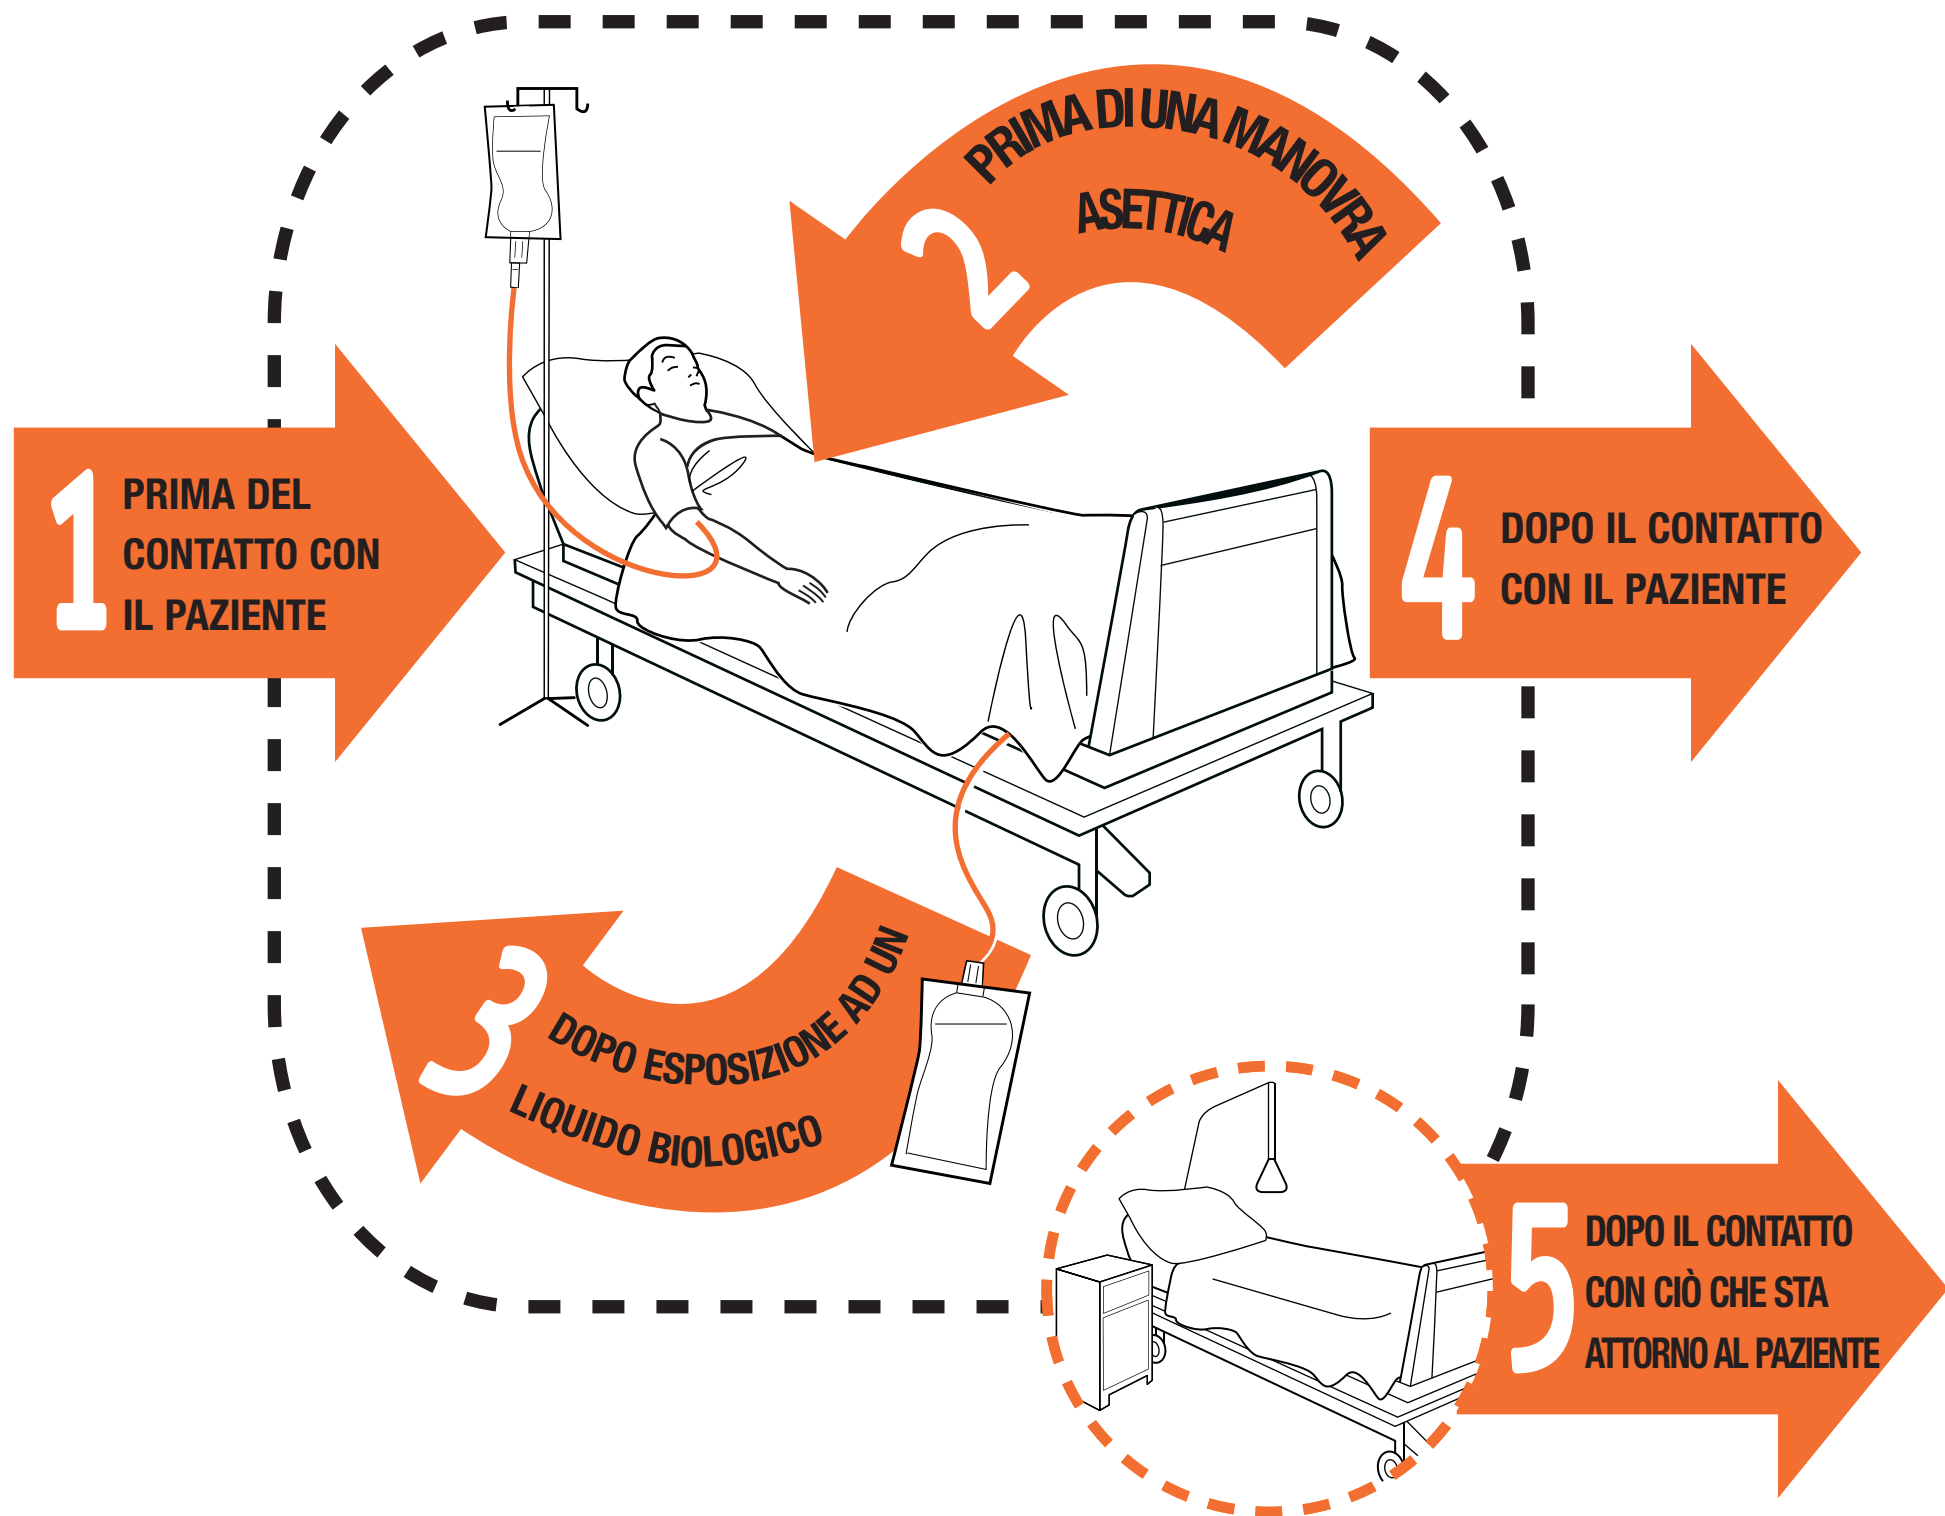 1
PRIMA DEL
CONTATTO CON
IL PAZIENTE
2
PRIMA DI UNA MANOVRA
ASETTICA
3
DOPO ESPOSIZIONE AD UN
LIQUIDO BIOLOGICO
4
DOPO IL CONTATTO
CON IL PAZIENTE
5
DOPO IL CONTATTO
CON CIÒ CHE STA
ATTORNO AL PAZIENTE